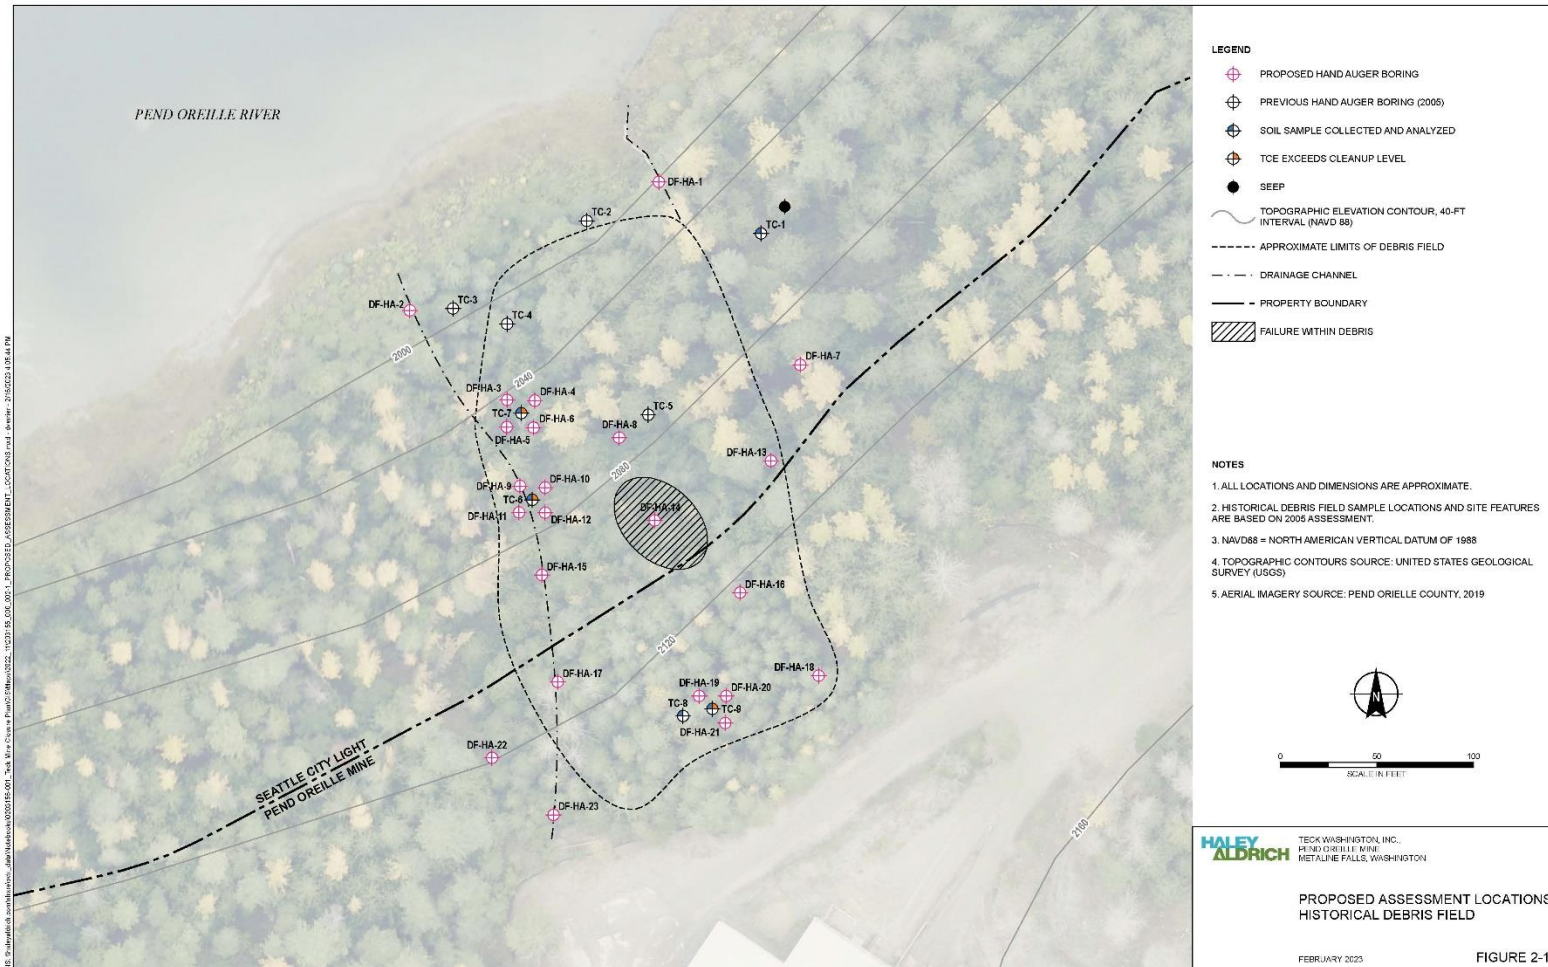 PEND OREILLE RIVER
DF-HA-1
TC-2
TC-1
DF-HA-2
TC-3
TC-4
2000
DF-HA-7
DF-HA-3
2040
DF-HA-4
TC-7
TC-5
DF-HA-6
DF-HA-5
DF-HA-8
DF-HA-13
2080
DF-HA-9
DF-HA-10
TC-6
DF-HA-11
DF-HA-12
DF-HA-14
DF-HA-15
DF-HA-16
2120
DF-HA-17
DF-HA-18
DF-HA-19
DF-HA-20
TC-8
TC-9
DF-HA-21
DF-HA-22
SEATTLE CITY LIGHT
PEND OREILLE MINE
DF-HA-23
2160
LEGEND
PROPOSED HAND AUGER BORING
PREVIOUS HAND AUGER BORING (2005)
SOIL SAMPLE COLLECTED AND ANALYZED
TCE EXCEEDS CLEANUP LEVEL
SEEP
TOPOGRAPHIC ELEVATION CONTOUR, 40-FT
INTERVAL (NAVD 88)
APPROXIMATE LIMITS OF DEBRIS FIELD
DRAINAGE CHANNEL
PROPERTY BOUNDARY
FAILURE WITHIN DEBRIS
NOTES
1. ALL LOCATIONS AND DIMENSIONS ARE APPROXIMATE.
2. HISTORICAL DEBRIS FIELD SAMPLE LOCATIONS AND SITE FEATURES
ARE BASED ON 2005 ASSESSMENT.
3. NAVD88 = NORTH AMERICAN VERTICAL DATUM OF 1988
4. TOPOGRAPHIC CONTOURS SOURCE: UNITED STATES GEOLOGICAL
SURVEY (USGS)
5. AERIAL IMAGERY SOURCE: PEND ORIELLE COUNTY, 2019
N
0 50 100
SCALE IN FEET
HALEY
ALDRICH
TECK WASHINGTON, INC.
PEND OREILLE MINE
METALINE FALLS, WASHINGTON
PROPOSED ASSESSMENT LOCATIONS
HISTORICAL DEBRIS FIELD
FEBRUARY 2023
FIGURE 2-1